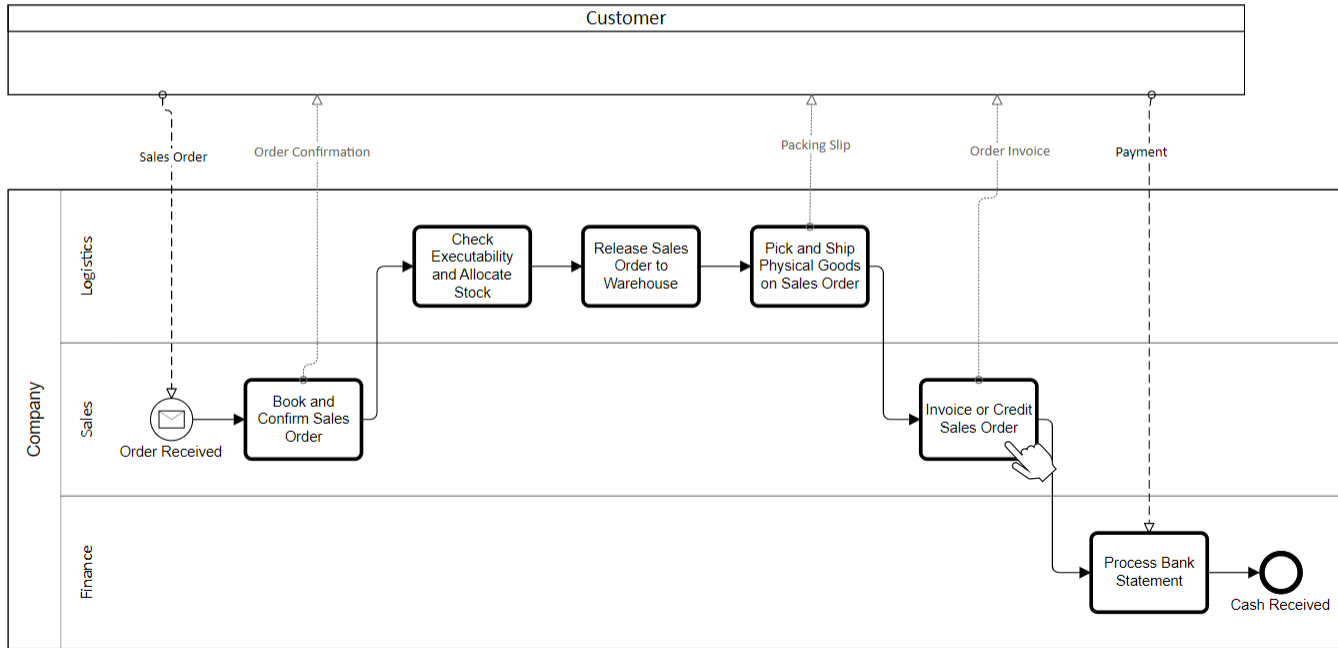 Customer
Sales Order
Order Confirmation
Packing Slip
Order Invoice
Payment
Company
Logistics
Check
Executability
and Allocate
Stock
Release Sales
Order to
Warehouse
Pick and Ship
Physical Goods
on Sales Order
Sales
Order Received
Book and
Confirm Sales
Order
Invoice or Credit
Sales Order
Finance
Process Bank
Statement
Cash Received